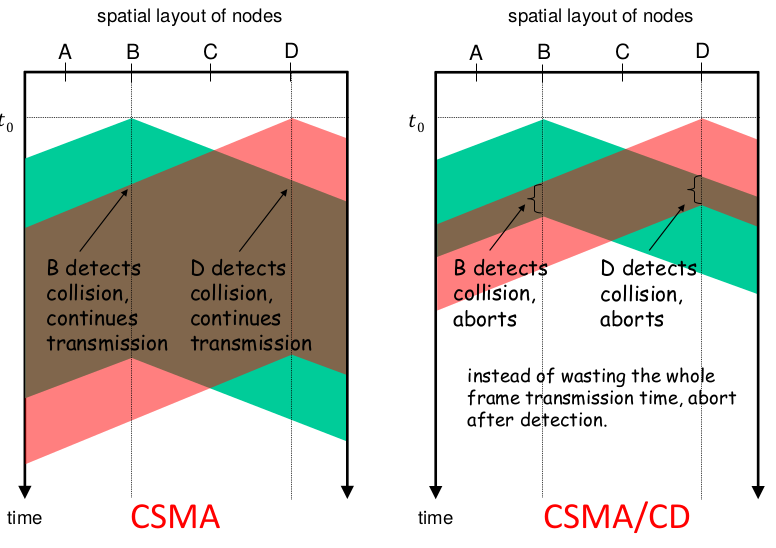 spatial layout of nodes
A B C D
t0
B detects
collision,
continues
transmission
D detects
collision,
continues
transmission
time
CSMA
spatial layout of nodes
A B C D
t0
B detects
collision,
aborts
D detects
collision,
aborts
instead of wasting the whole
frame transmission time, abort
after detection.
time
CSMA/CD